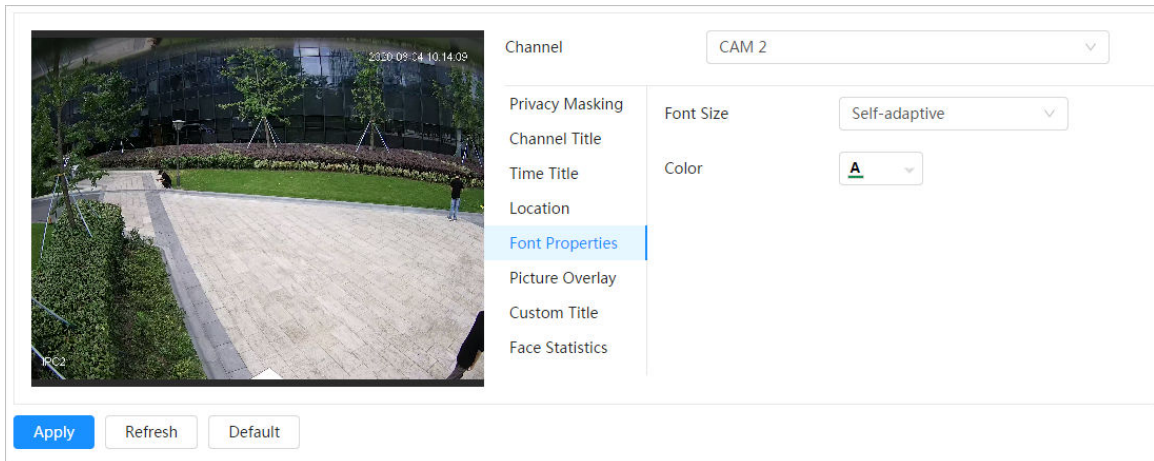 2020-09-04 10:14:09
IPC2
Channel
CAM 2
Privacy Masking
Channel Title
Time Title
Location
Font Properties
Picture Overlay
Custom Title
Face Statistics
Font Size
Self-adaptive
Color
A
Apply
Refresh
Default